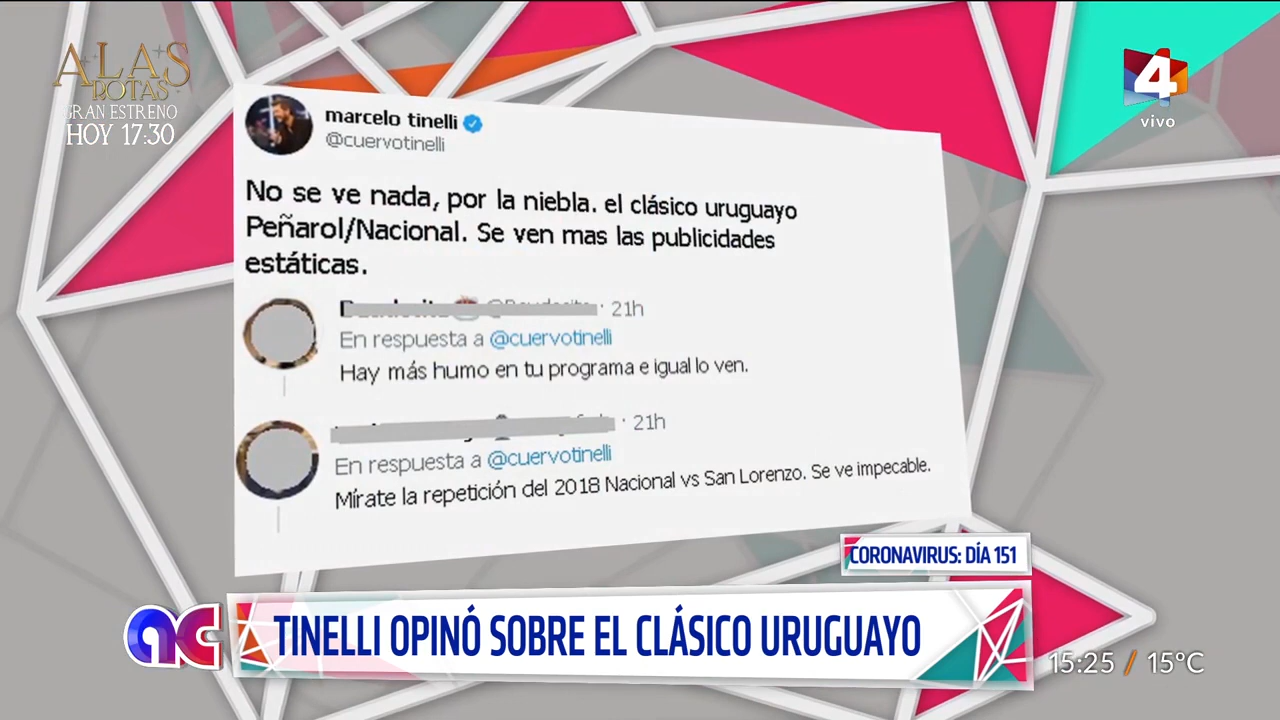 ALAS
ROTAS
GRAN ESTRENO
HOY 17:30
4
vivo
marcelo tinelli
@cuervotinelli
No se ve nada, por la niebla. el clásico uruguayo
Peñarol/Nacional. Se ven mas las publicidades
estáticas.
· 21h
En respuesta a @cuervotinelli
Hay más humo en tu programa e igual lo ven.
· 21h
En respuesta a @cuervotinelli
Mírate la repetición del 2018 Nacional vs San Lorenzo. Se ve impecable.
CORONAVIRUS: DÍA 151
ac
TINELLI OPINÓ SOBRE EL CLÁSICO URUGUAYO
15:25 / 15°C